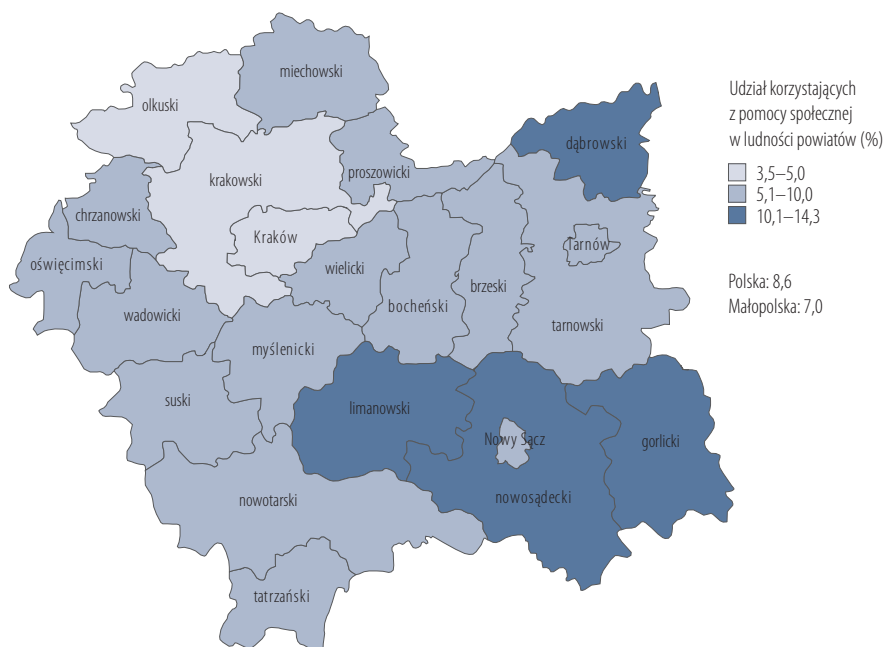 miechowski
olkuski
dąbrowski
proszowicki
krakowski
chrzanowski
Kraków
Tarnów
oświęcimski
wielicki
brzeski
bocheński
wadowicki
tarnowski
myślenicki
suski
limanowski
Nowy Sącz
gorlicki
nowotarski
nowosądecki
tatrzański
Udział korzystających
z pomocy społecznej
w ludności powiatów (%)
3,5–5,0
5,1–10,0
10,1–14,3
Polska: 8,6
Małopolska: 7,0